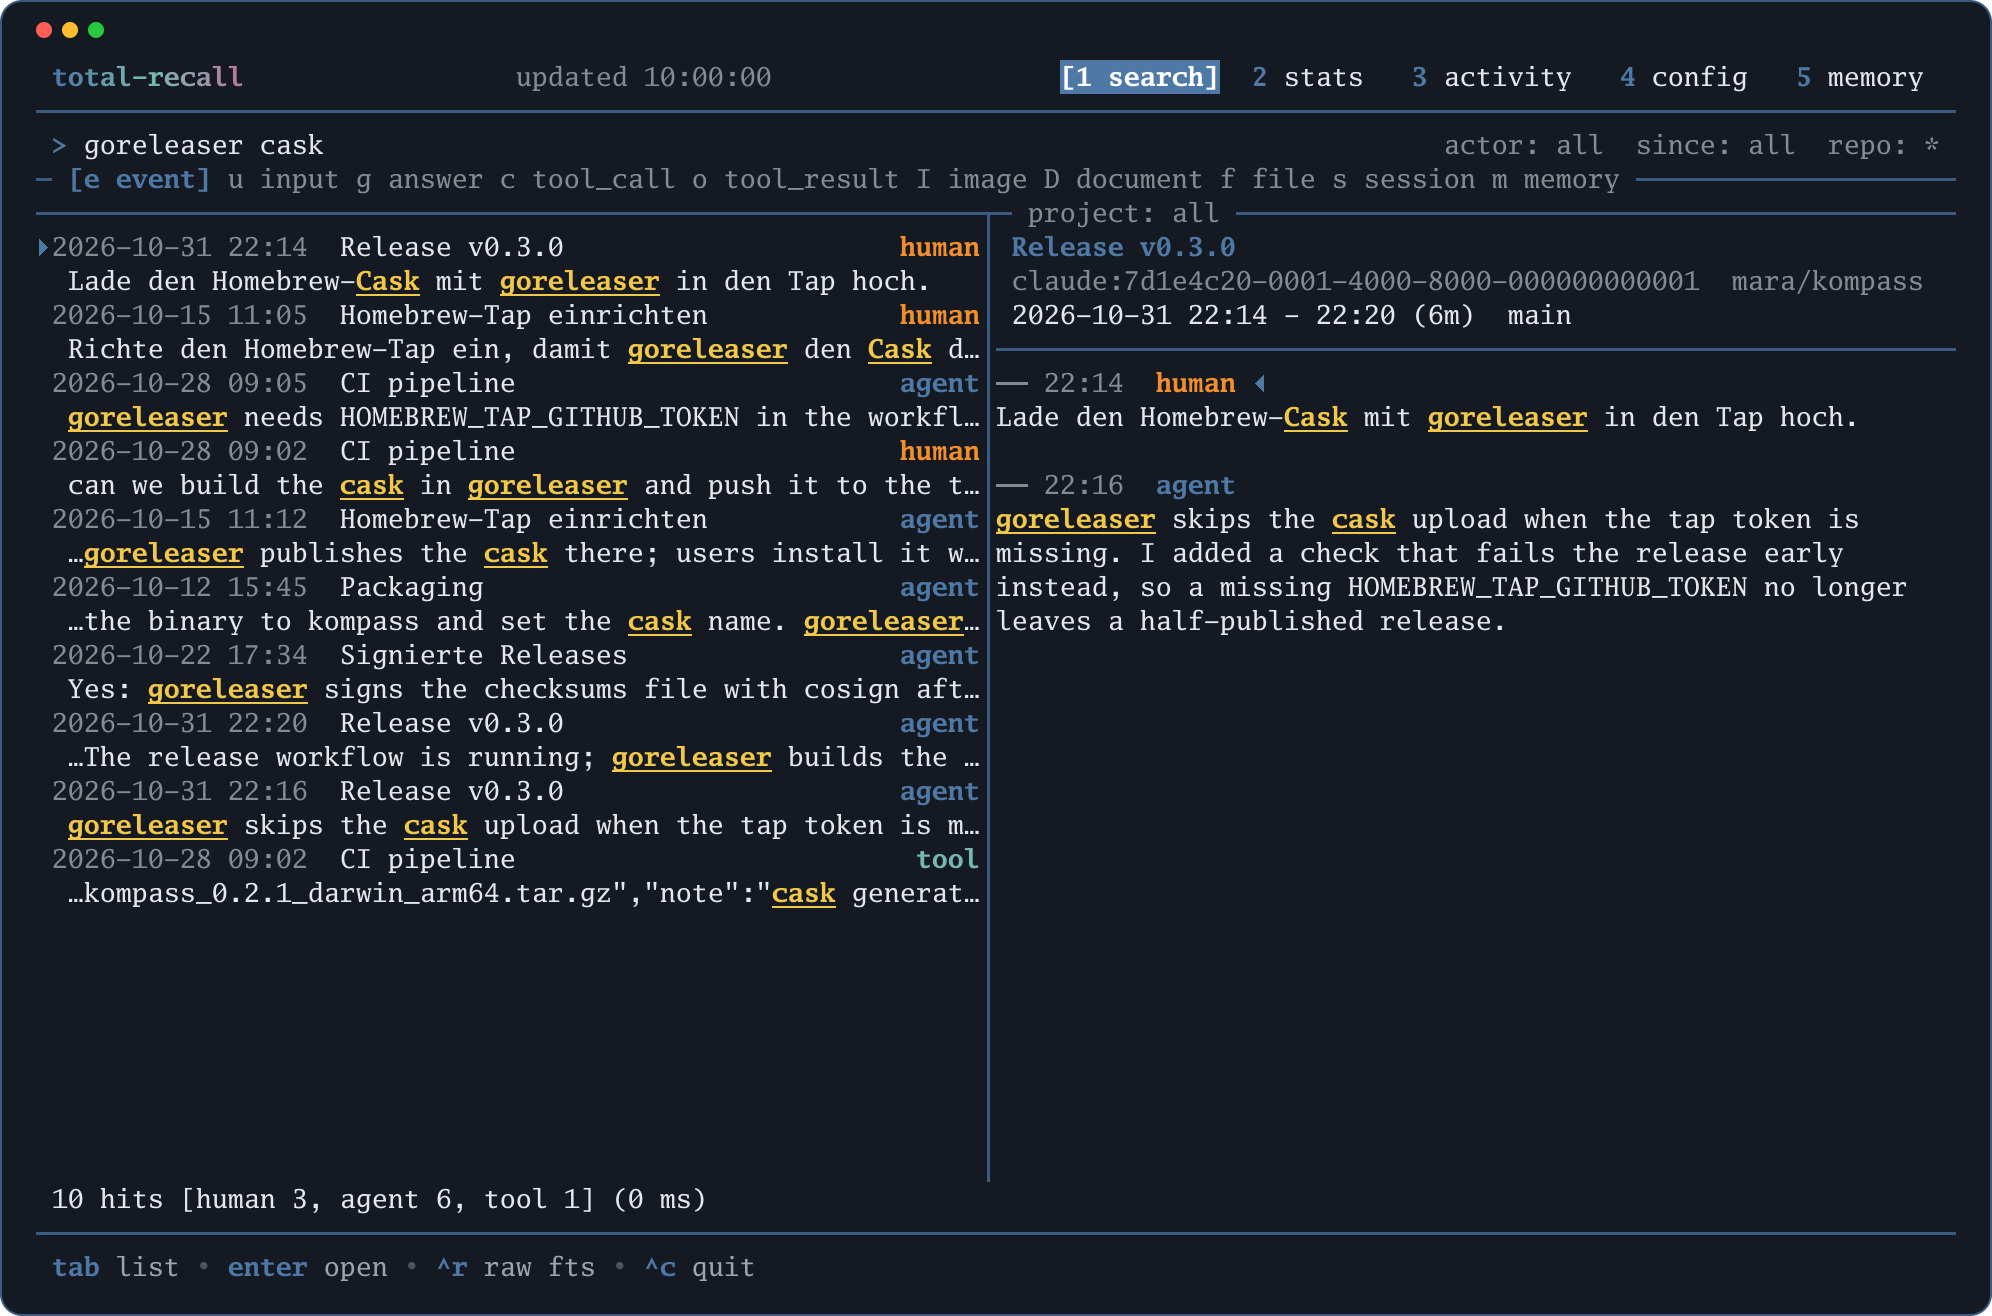 total-recall updated 10:00:00 [1 search] 2 stats 3 activity 4 config 5 memory
> goreleaser cask actor: all since: all repo: *
[e event] u input g answer c tool_call o tool_result I image D document f file s session m memory
project: all
2026-10-31 22:14 Release v0.3.0 human
Lade den Homebrew-Cask mit goreleaser in den Tap hoch.
2026-10-15 11:05 Homebrew-Tap einrichten human
Richte den Homebrew-Tap ein, damit goreleaser den Cask d…
2026-10-28 09:05 CI pipeline agent
goreleaser needs HOMEBREW_TAP_GITHUB_TOKEN in the workfl…
2026-10-28 09:02 CI pipeline human
can we build the cask in goreleaser and push it to the t…
2026-10-15 11:12 Homebrew-Tap einrichten agent
…goreleaser publishes the cask there; users install it w…
2026-10-12 15:45 Packaging agent
…the binary to kompass and set the cask name. goreleaser…
2026-10-22 17:34 Signierte Releases agent
Yes: goreleaser signs the checksums file with cosign aft…
2026-10-31 22:20 Release v0.3.0 agent
…The release workflow is running; goreleaser builds the …
2026-10-31 22:16 Release v0.3.0 agent
goreleaser skips the cask upload when the tap token is m…
2026-10-28 09:02 CI pipeline tool
…kompass_0.2.1_darwin_arm64.tar.gz","note":"cask generat…
Release v0.3.0
claude:7d1e4c20-0001-4000-8000-000000000001 mara/kompass
2026-10-31 22:14 – 22:20 (6m) main
── 22:14 human
Lade den Homebrew-Cask mit goreleaser in den Tap hoch.
── 22:16 agent
goreleaser skips the cask upload when the tap token is
missing. I added a check that fails the release early
instead, so a missing HOMEBREW_TAP_GITHUB_TOKEN no longer
leaves a half-published release.
10 hits [human 3, agent 6, tool 1] (0 ms)
tab list • enter open • ^r raw fts • ^c quit